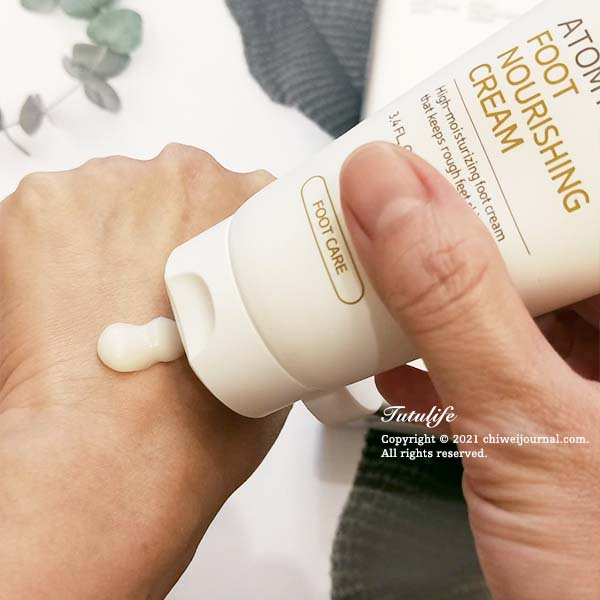 ATOMY
FOOT
NOURISHING
CREAM
High-moisturizing foot cream
that keeps rough feet
3.4 FL.
FOOT CARE
Tutulife
Copyright © 2021 chiweijournal.com.
All rights reserved.